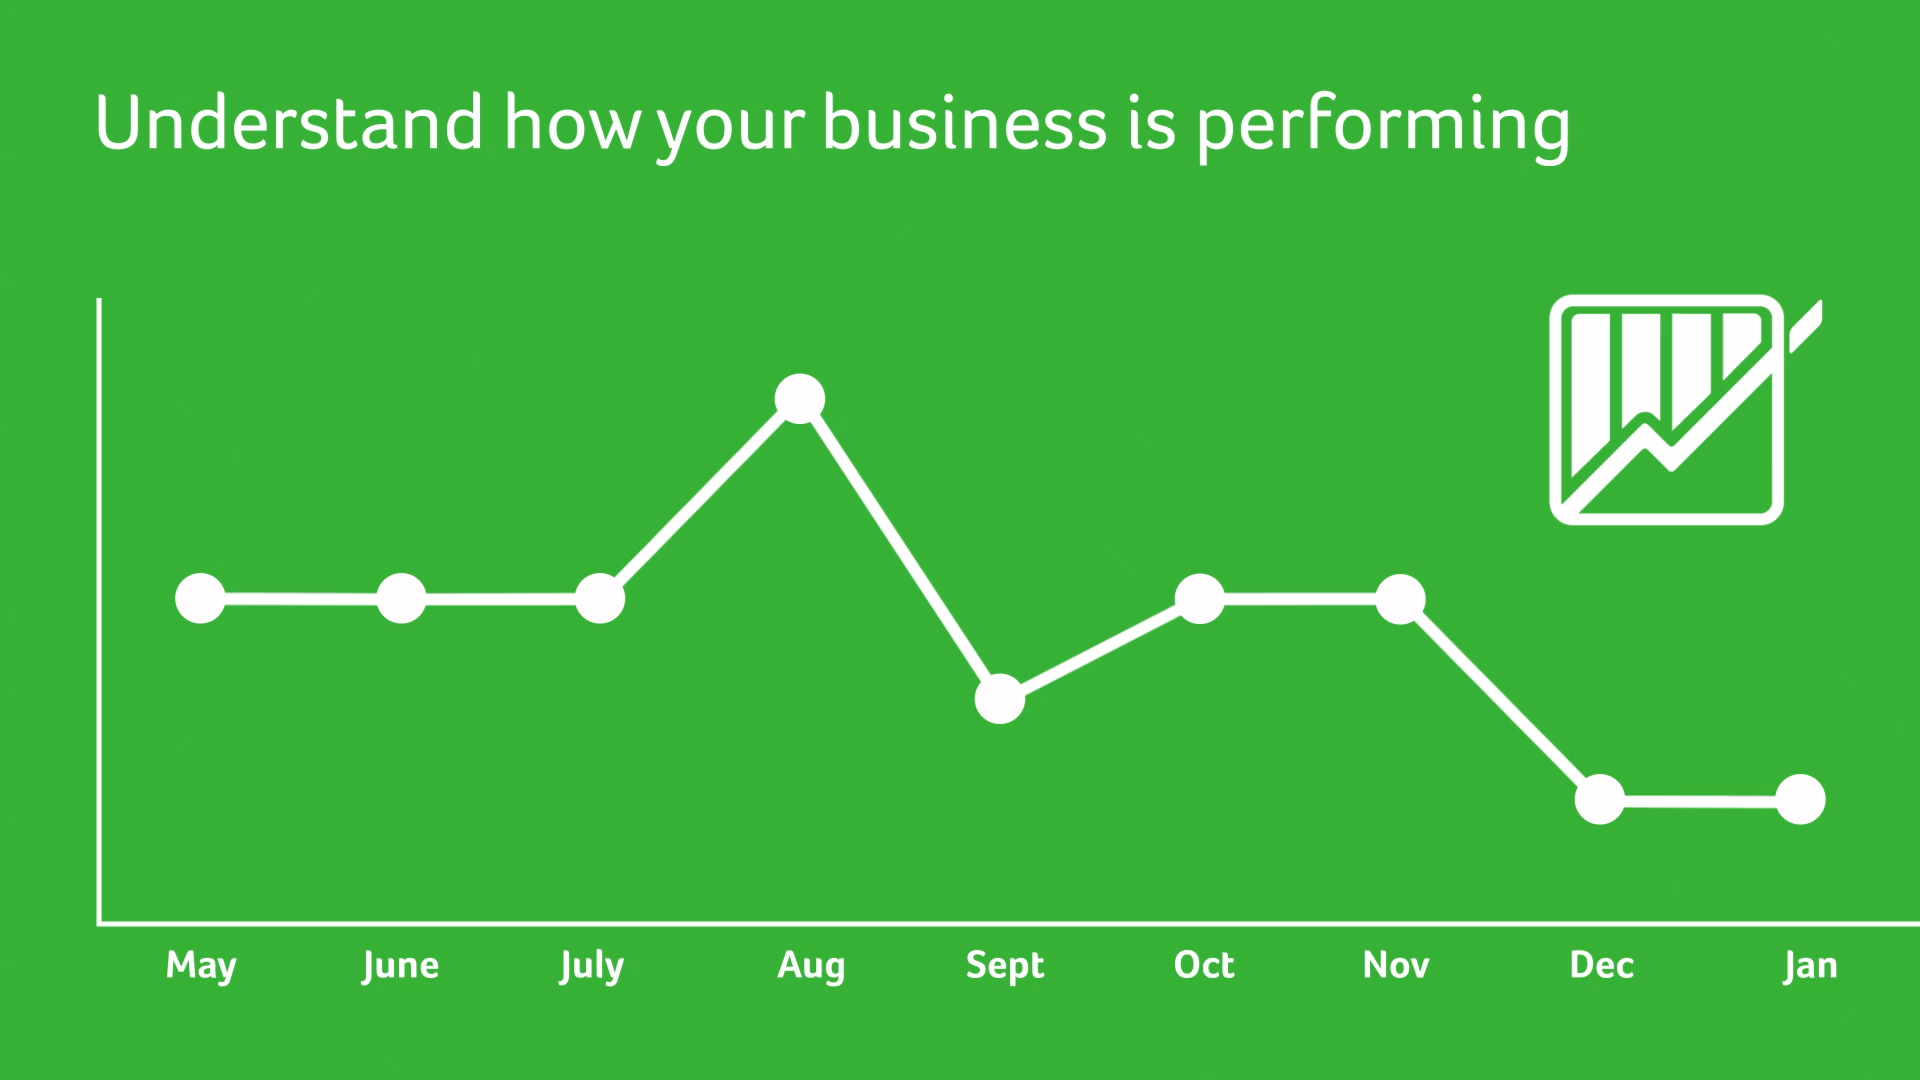 Understand how your business is performing
May June July Aug Sept Oct Nov Dec Jan